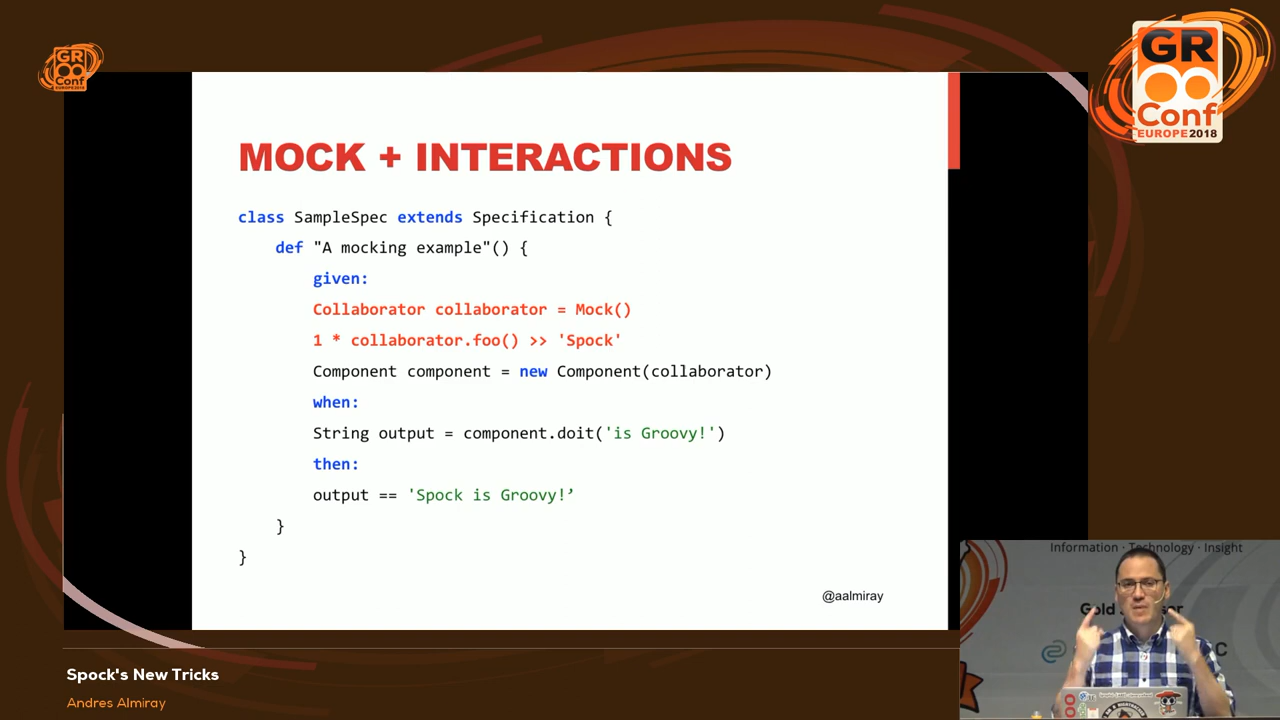 GR
Conf
EUROPE 2018
GR
Conf
EUROPE 2018
MOCK + INTERACTIONS
class SampleSpec extends Specification {
def "A mocking example"() {
given:
Collaborator collaborator = Mock()
1 * collaborator.foo() >> 'Spock'
Component component = new Component(collaborator)
when:
String output = component.doit('is Groovy!')
then:
output == 'Spock is Groovy!’
}
}
@aalmiray
Information · Technology · Insight
Gold
C
Spock's New Tricks
Andres Almiray